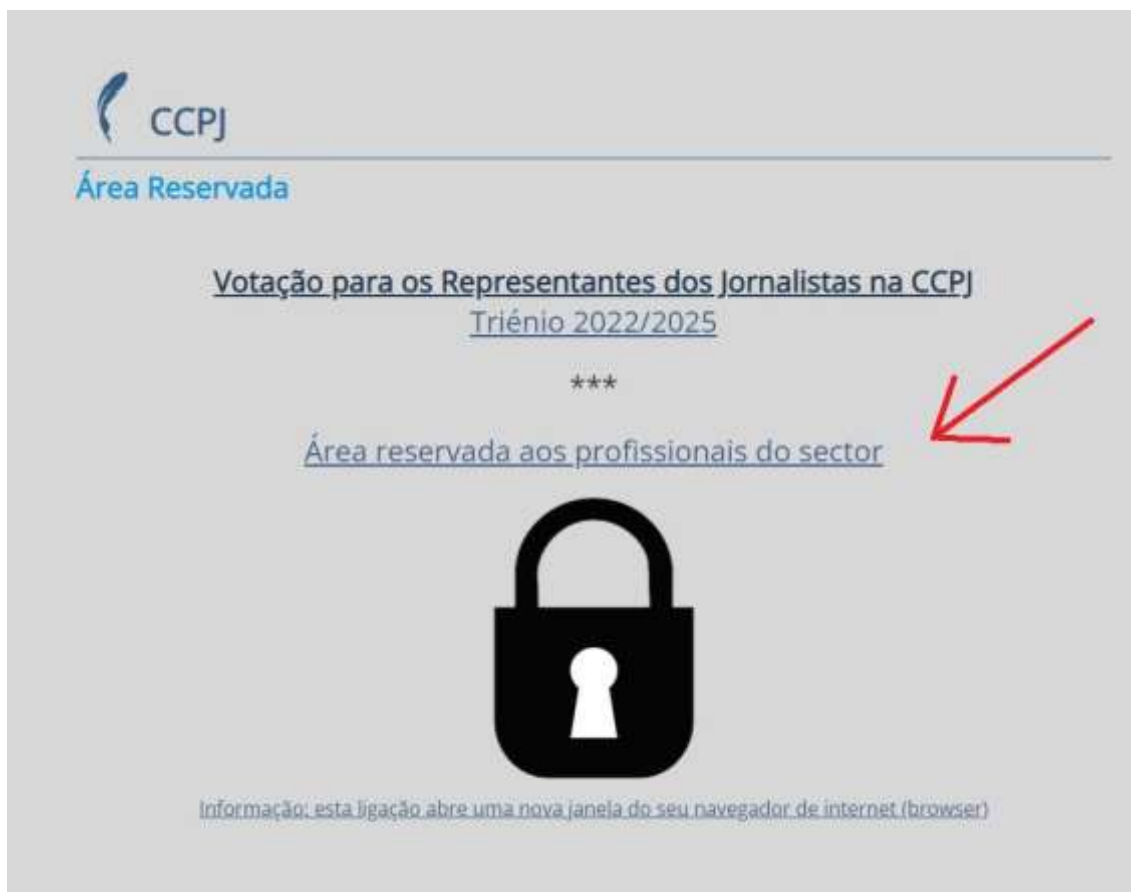 CCPJ
Área Reservada
Votação para os Representantes dos Jornalistas na CCPJ
Triénio 2022/2025
***
Área reservada aos profissionais do sector
Informação: esta ligação abre uma nova janela do seu navegador de internet (browser)